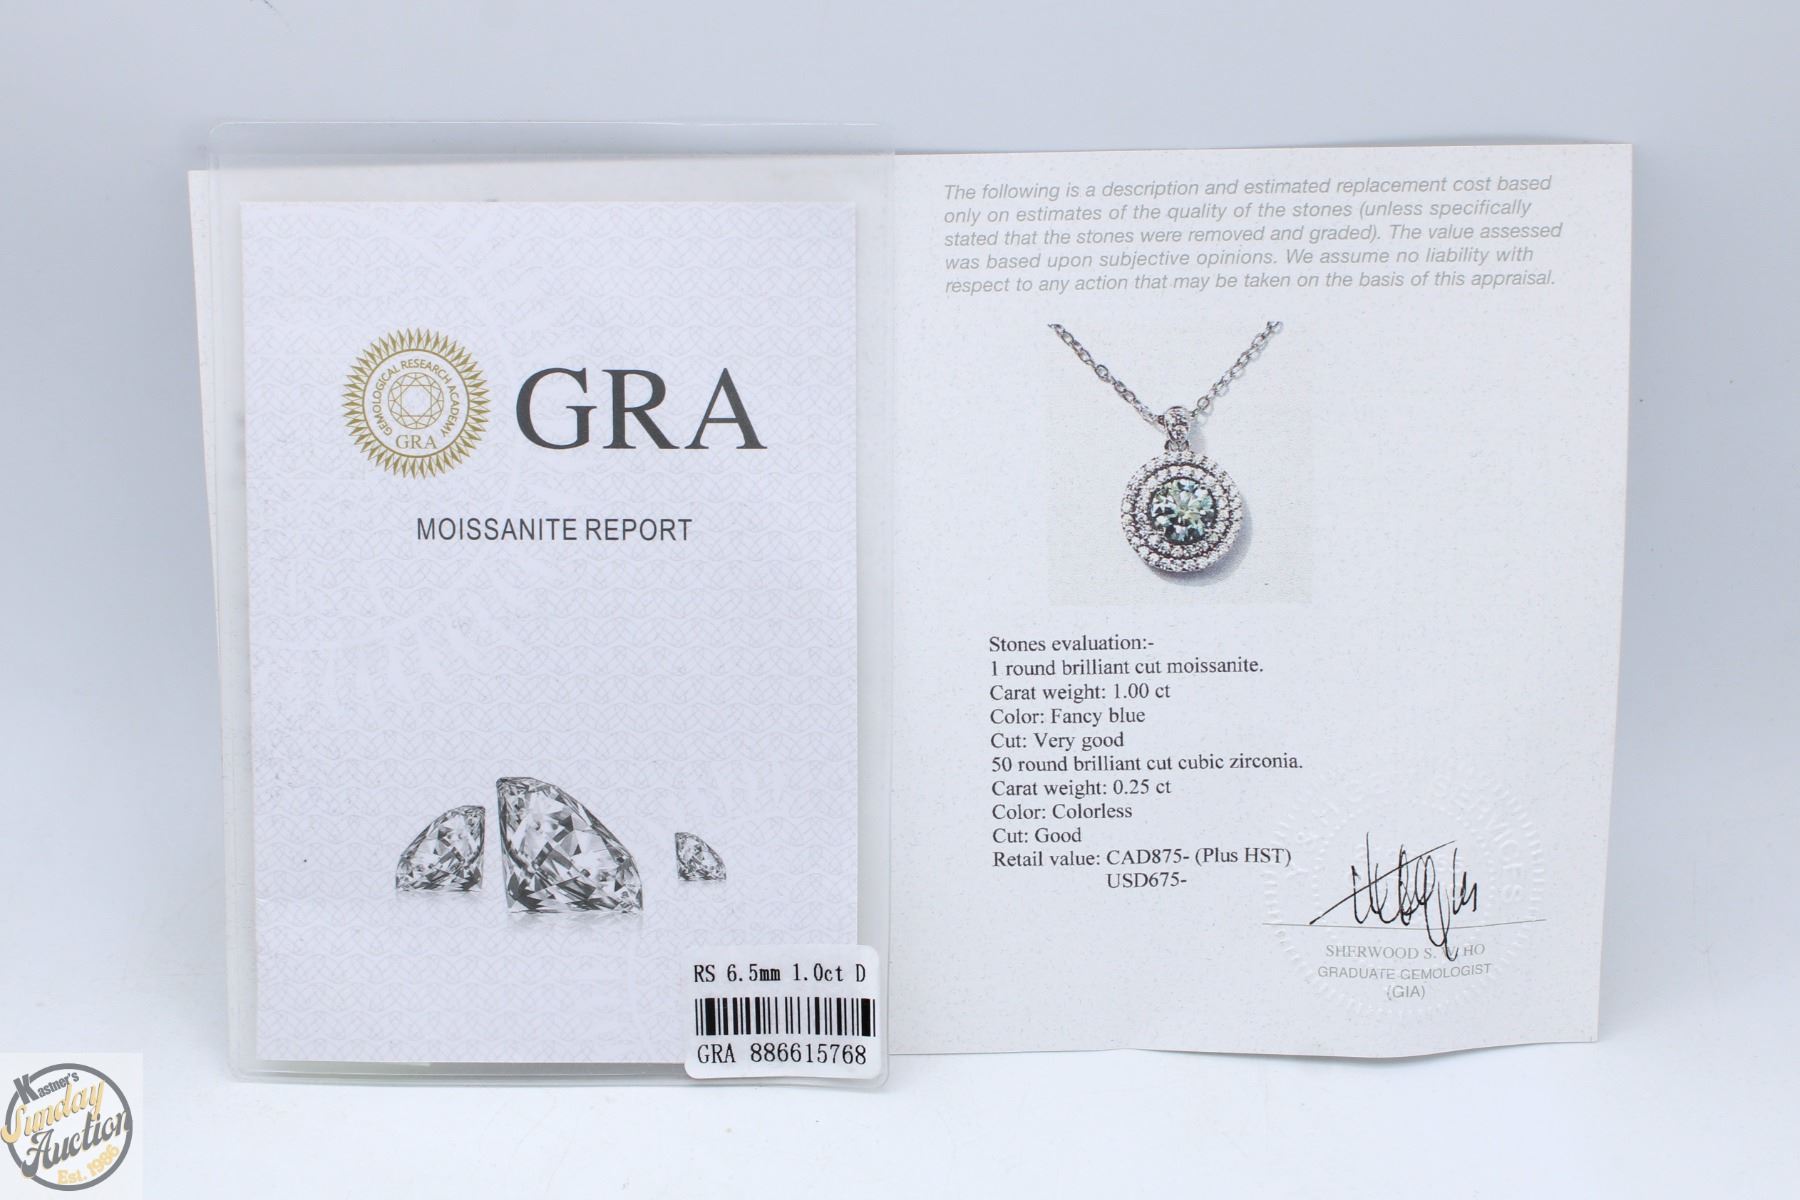 GEMOLOGICAL RESEARCH ACADEMY
GRA
GRA
MOISSANITE REPORT
RS 6.5mm 1.0ct D
GRA 886615768
The following is a description and estimated replacement cost based
only on estimates of the quality of the stones (unless specifically
stated that the stones were removed and graded). The value assessed
was based upon subjective opinions. We assume no liability with
respect to any action that may be taken on the basis of this appraisal.
Stones evaluation:-
1 round brilliant cut moissanite.
Carat weight: 1.00 ct
Color: Fancy blue
Cut: Very good
50 round brilliant cut cubic zirconia.
Carat weight: 0.25 ct
Color: Colorless
Cut: Good
Retail value: CAD875- (Plus HST)
USD675-
SERVICES
SHERWOOD S. W. HO
GRADUATE GEMOLOGIST
(GIA)
Kastner's
Sunday
Auction
Est. 1986